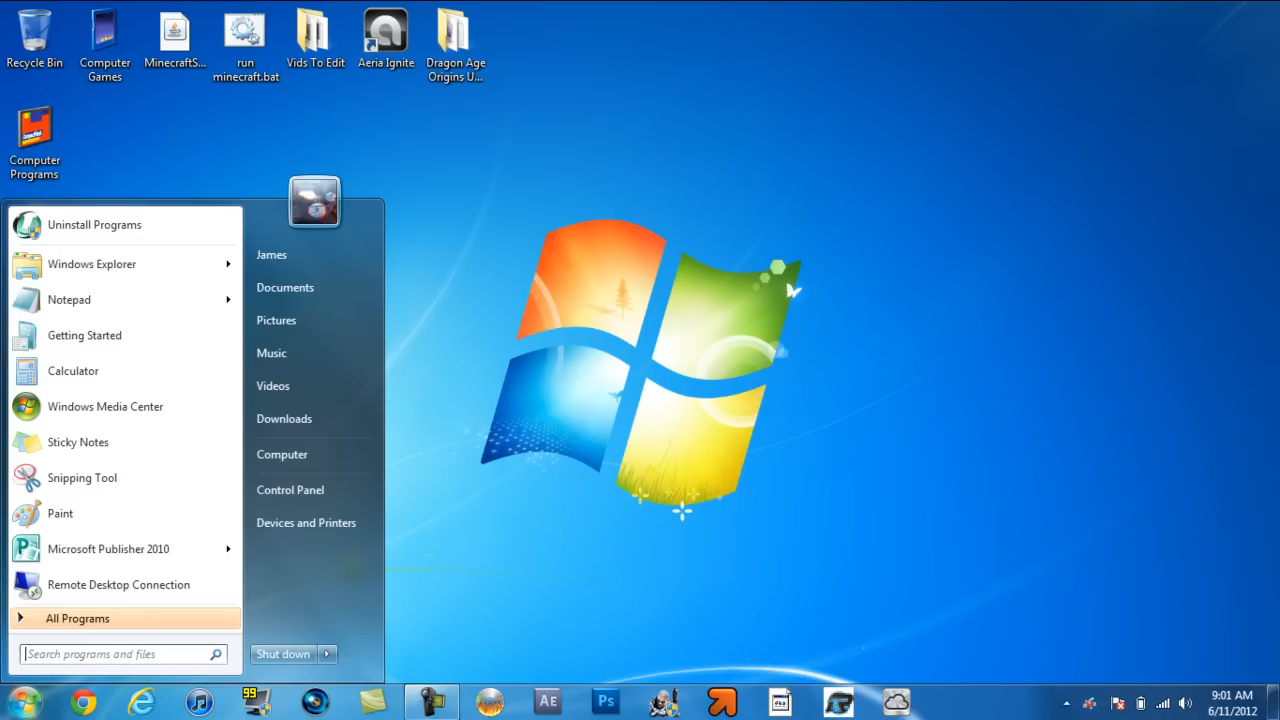 Recycle Bin
Computer
Games
MinecraftS...
run
minecraft.bat
Vids To Edit
Aeria Ignite
Dragon Age
Origins U...
Computer
Programs
Uninstall Programs
Windows Explorer
Notepad
Getting Started
Calculator
Windows Media Center
Sticky Notes
Snipping Tool
Paint
Microsoft Publisher 2010
Remote Desktop Connection
All Programs
Search programs and files
James
Documents
Pictures
Music
Videos
Downloads
Computer
Control Panel
Devices and Printers
Shut down
99
AE
Ps
9:01 AM
6/11/2012